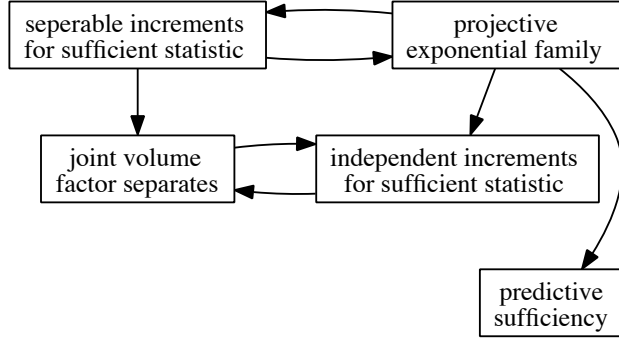 seperable increments
for sufficient statistic
projective
exponential family
joint volume
factor separates
independent increments
for sufficient statistic
predictive
sufficiency